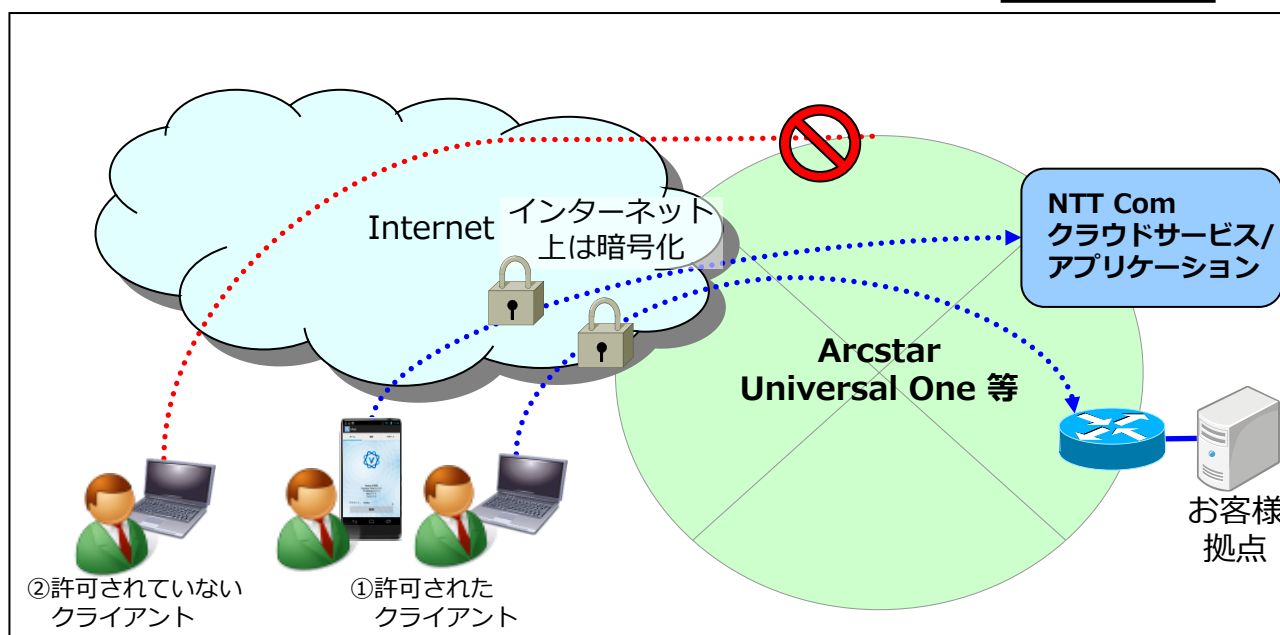 Internet
インターネット
上は暗号化
NTT Com
クラウドサービス/
アプリケーション
Arcstar
Universal One 等
お客様
拠点
②許可されていない
クライアント
①許可された
クライアント